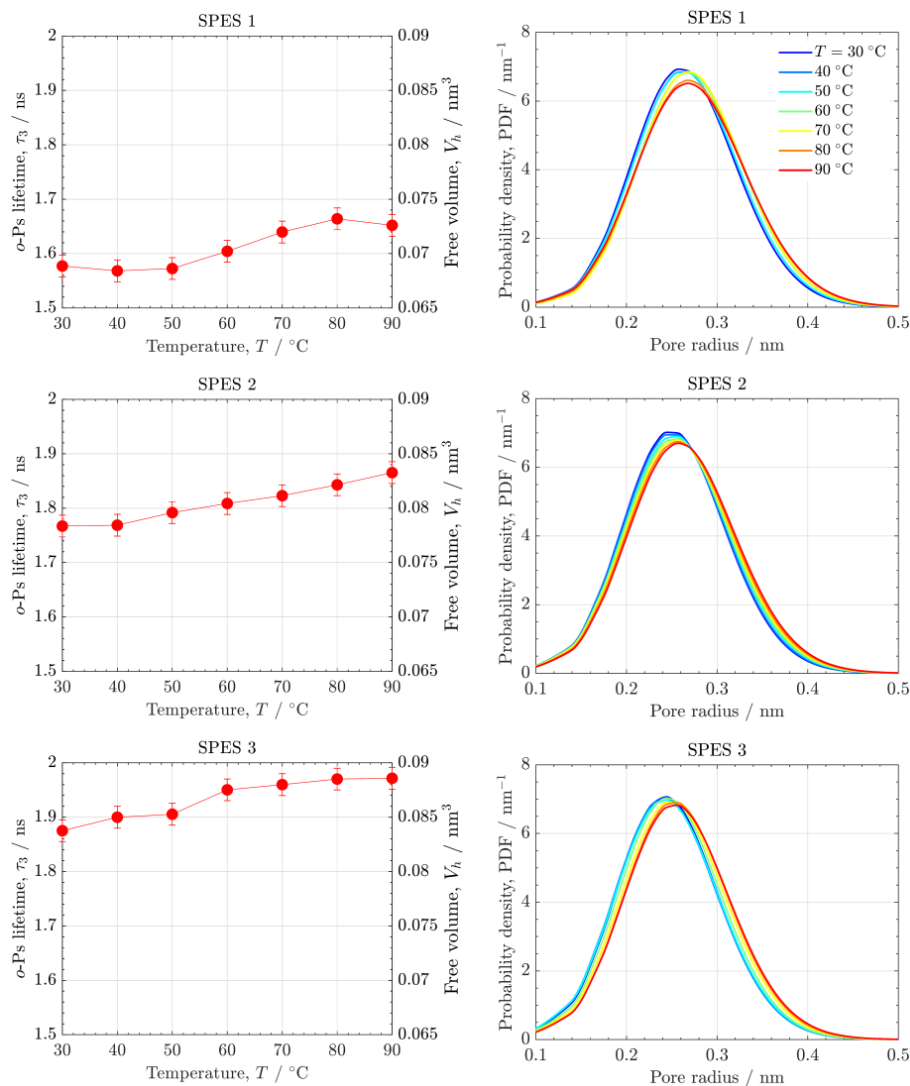 SPES 1
2
1.9
1.8
1.7
1.6
1.5
o-Ps lifetime, τ₃ / ns
0.09
0.085
0.08
0.075
0.07
0.065
Free volume, Vₕ / nm³
30 40 50 60 70 80 90
Temperature, T / °C
SPES 1
8
6
4
2
0
Probability density, PDF / nm⁻¹
T = 30 °C
40 °C
50 °C
60 °C
70 °C
80 °C
90 °C
0.1 0.2 0.3 0.4 0.5
Pore radius / nm
SPES 2
2
1.9
1.8
1.7
1.6
1.5
o-Ps lifetime, τ₃ / ns
0.09
0.085
0.08
0.075
0.07
0.065
Free volume, Vₕ / nm³
30 40 50 60 70 80 90
Temperature, T / °C
SPES 2
8
6
4
2
0
Probability density, PDF / nm⁻¹
0.1 0.2 0.3 0.4 0.5
Pore radius / nm
SPES 3
2
1.9
1.8
1.7
1.6
1.5
o-Ps lifetime, τ₃ / ns
0.09
0.085
0.08
0.075
0.07
0.065
Free volume, Vₕ / nm³
30 40 50 60 70 80 90
Temperature, T / °C
SPES 3
8
6
4
2
0
Probability density, PDF / nm⁻¹
0.1 0.2 0.3 0.4 0.5
Pore radius / nm